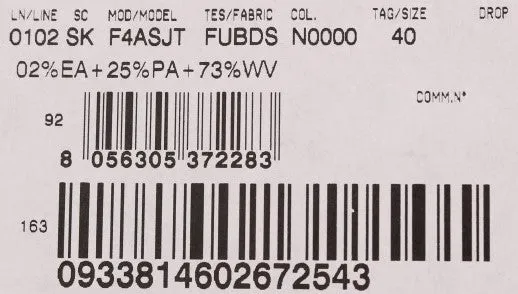 LN/LINE SC MOD/MODEL TES/FABRIC COL. TAG/SIZE DROP
0102 SK F4ASJT FUBDS N0000 40
02%EA+25%PA+73%WV
COMM.N°
92
8 056305 372283
163
0933814602672543